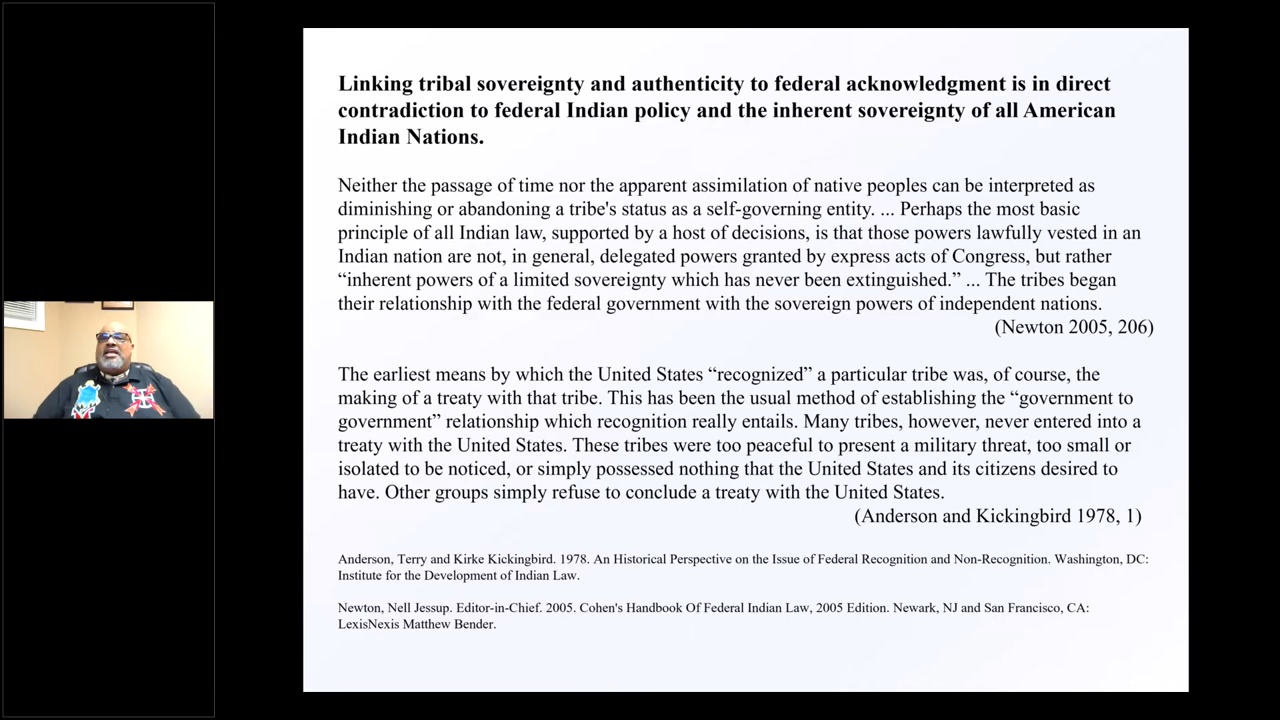 Linking tribal sovereignty and authenticity to federal acknowledgment is in direct
contradiction to federal Indian policy and the inherent sovereignty of all American
Indian Nations.
Neither the passage of time nor the apparent assimilation of native peoples can be interpreted as
diminishing or abandoning a tribe's status as a self-governing entity. ... Perhaps the most basic
principle of all Indian law, supported by a host of decisions, is that those powers lawfully vested in an
Indian nation are not, in general, delegated powers granted by express acts of Congress, but rather
“inherent powers of a limited sovereignty which has never been extinguished.” ... The tribes began
their relationship with the federal government with the sovereign powers of independent nations.
(Newton 2005, 206)
The earliest means by which the United States “recognized” a particular tribe was, of course, the
making of a treaty with that tribe. This has been the usual method of establishing the “government to
government” relationship which recognition really entails. Many tribes, however, never entered into a
treaty with the United States. These tribes were too peaceful to present a military threat, too small or
isolated to be noticed, or simply possessed nothing that the United States and its citizens desired to
have. Other groups simply refuse to conclude a treaty with the United States.
(Anderson and Kickingbird 1978, 1)
Anderson, Terry and Kirke Kickingbird. 1978. An Historical Perspective on the Issue of Federal Recognition and Non-Recognition. Washington, DC:
Institute for the Development of Indian Law.
Newton, Nell Jessup. Editor-in-Chief. 2005. Cohen's Handbook Of Federal Indian Law, 2005 Edition. Newark, NJ and San Francisco, CA:
LexisNexis Matthew Bender.